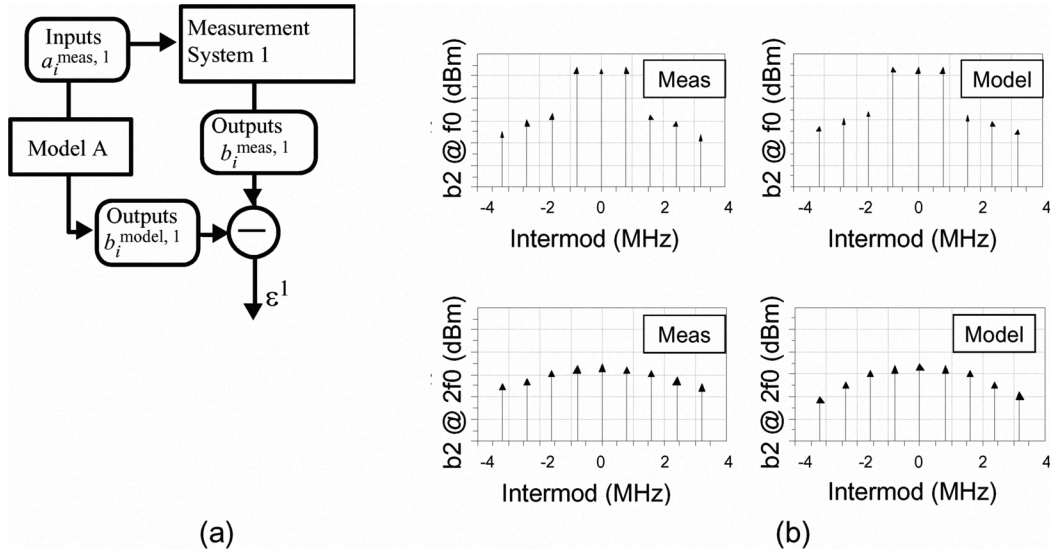 Inputs
a_i^meas, 1
Measurement
System 1
Model A
Outputs
b_i^meas, 1
Outputs
b_i^model, 1
—
ε^1
(a)
b2 @ f0 (dBm)
Meas
-4 -2 0 2 4
Intermod (MHz)
b2 @ f0 (dBm)
Model
-4 -2 0 2 4
Intermod (MHz)
b2 @ 2f0 (dBm)
Meas
-4 -2 0 2 4
Intermod (MHz)
b2 @ 2f0 (dBm)
Model
-4 -2 0 2 4
Intermod (MHz)
(b)